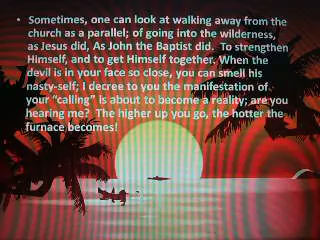 • Sometimes, one can look at walking away from the
church as a parallel; of going into the wilderness,
as Jesus did, As John the Baptist did.  To strengthen
Himself, and to get Himself together. When the
devil is in your face so close, you can smell his
nasty-self; I decree to you the manifestation of
your “calling” is about to become a reality; are you
hearing me?  The higher up you go, the hotter the
furnace becomes!